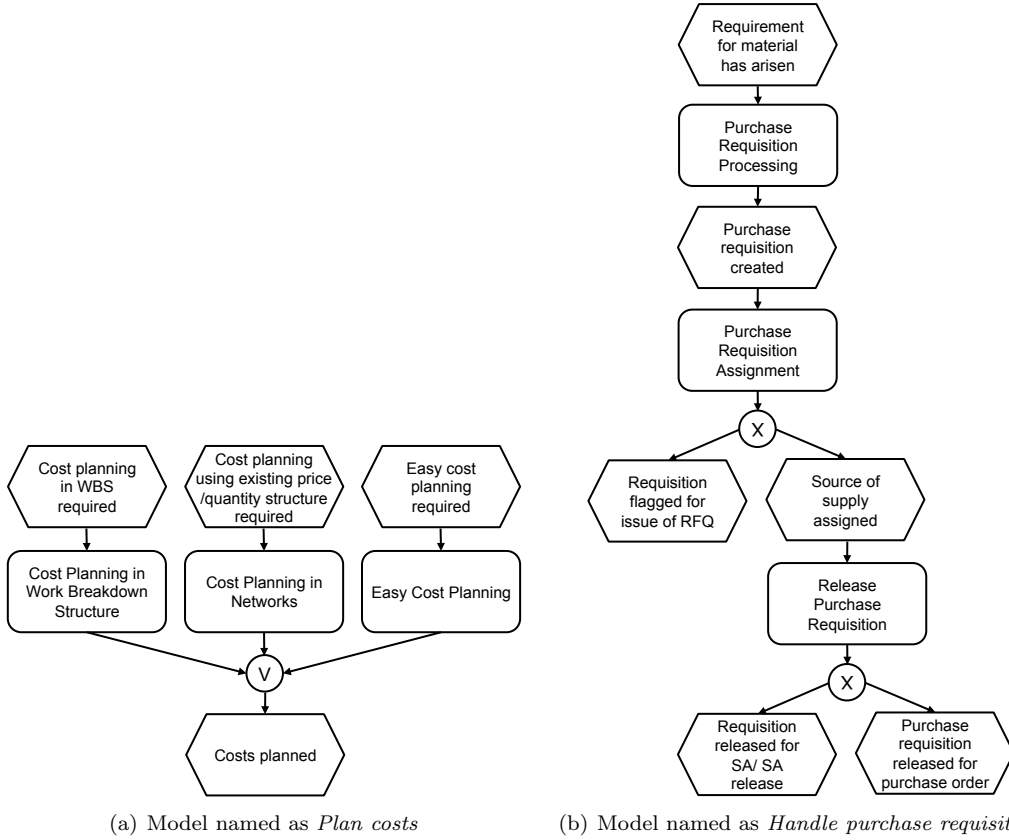 Cost planning
in WBS
required
Cost planning
using existing price
/quantity structure
required
Easy cost
planning
required
Cost Planning in
Work Breakdown
Structure
Cost Planning in
Networks
Easy Cost Planning
V
Costs planned
(a) Model named as Plan costs
Requirement
for material
has arisen
Purchase
Requisition
Processing
Purchase
requisition
created
Purchase
Requisition
Assignment
X
Requisition
flagged for
issue of RFQ
Source of
supply
assigned
Release
Purchase
Requisition
X
Requisition
released for
SA/ SA
release
Purchase
requisition
released for
purchase order
(b) Model named as Handle purchase requisit